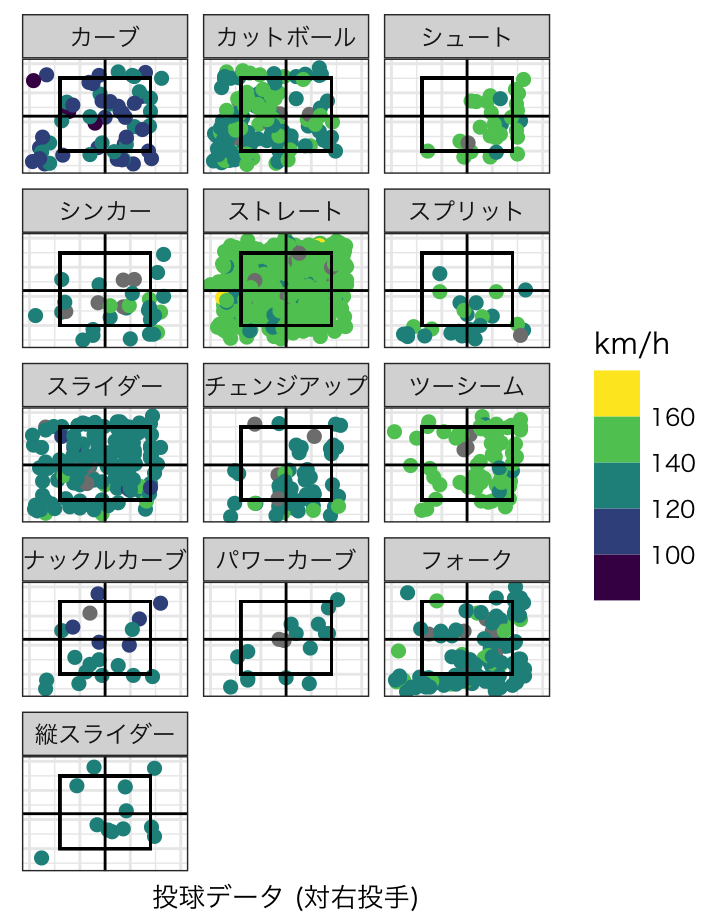 カーブ
カットボール
シュート
シンカー
ストレート
スプリット
スライダー
チェンジアップ
ツーシーム
ナックルカーブ
パワーカーブ
フォーク
縦スライダー
km/h
160
140
120
100
投球データ (対右投手)